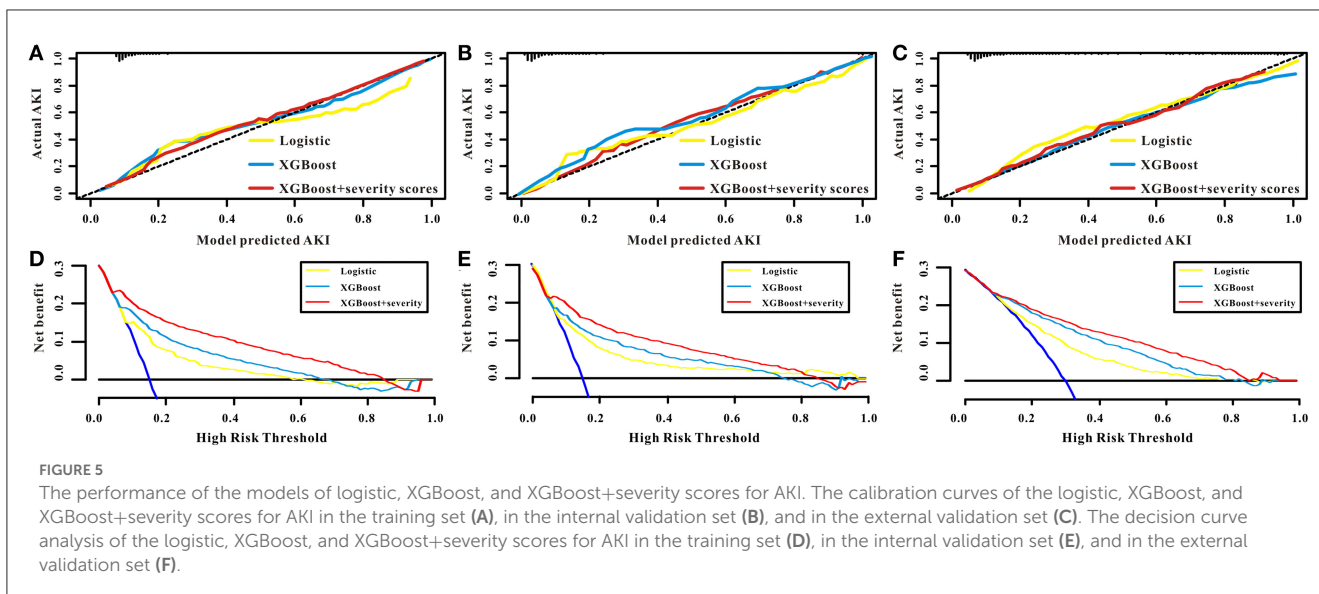 A
Actual AKI
1.0
0.8
0.6
0.4
0.2
0.0
Logistic
XGBoost
XGBoost+severity scores
0.0 0.2 0.4 0.6 0.8 1.0
Model predicted AKI
B
Actual AKI
1.0
0.8
0.6
0.4
0.2
0.0
Logistic
XGBoost
XGBoost+severity scores
0.0 0.2 0.4 0.6 0.8 1.0
Model predicted AKI
C
Actual AKI
1.0
0.8
0.6
0.4
0.2
0.0
Logistic
XGBoost
XGBoost+severity scores
0.0 0.2 0.4 0.6 0.8 1.0
Model predicted AKI
D
Net benefit
0.3
0.2
0.1
0.0
Logistic
XGBoost
XGBoost+severity
0.0 0.2 0.4 0.6 0.8 1.0
High Risk Threshold
E
Net benefit
0.3
0.2
0.1
0.0
Logistic
XGBoost
XGBoost+severity
0.0 0.2 0.4 0.6 0.8 1.0
High Risk Threshold
F
Net benefit
0.3
0.2
0.1
0.0
Logistic
XGBoost
XGBoost+severity
0.0 0.2 0.4 0.6 0.8 1.0
High Risk Threshold
FIGURE 5
The performance of the models of logistic, XGBoost, and XGBoost+severity scores for AKI. The calibration curves of the logistic, XGBoost, and
XGBoost+severity scores for AKI in the training set (A), in the internal validation set (B), and in the external validation set (C). The decision curve
analysis of the logistic, XGBoost, and XGBoost+severity scores for AKI in the training set (D), in the internal validation set (E), and in the external
validation set (F).